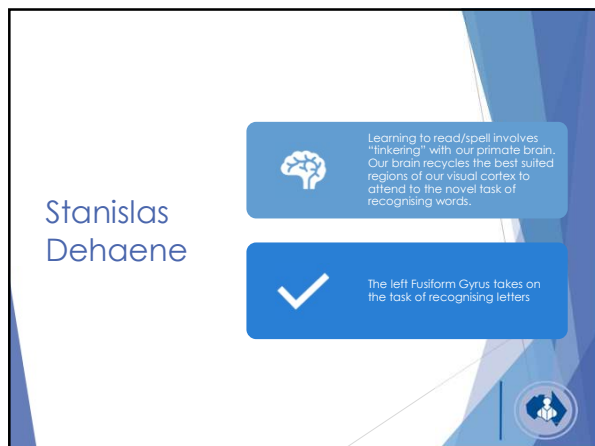 Stanislas
Dehaene
Learning to read/spell involves
“tinkering” with our primate brain.
Our brain recycles the best suited
regions of our visual cortex to
attend to the novel task of
recognising words.
The left Fusiform Gyrus takes on
the task of recognising letters